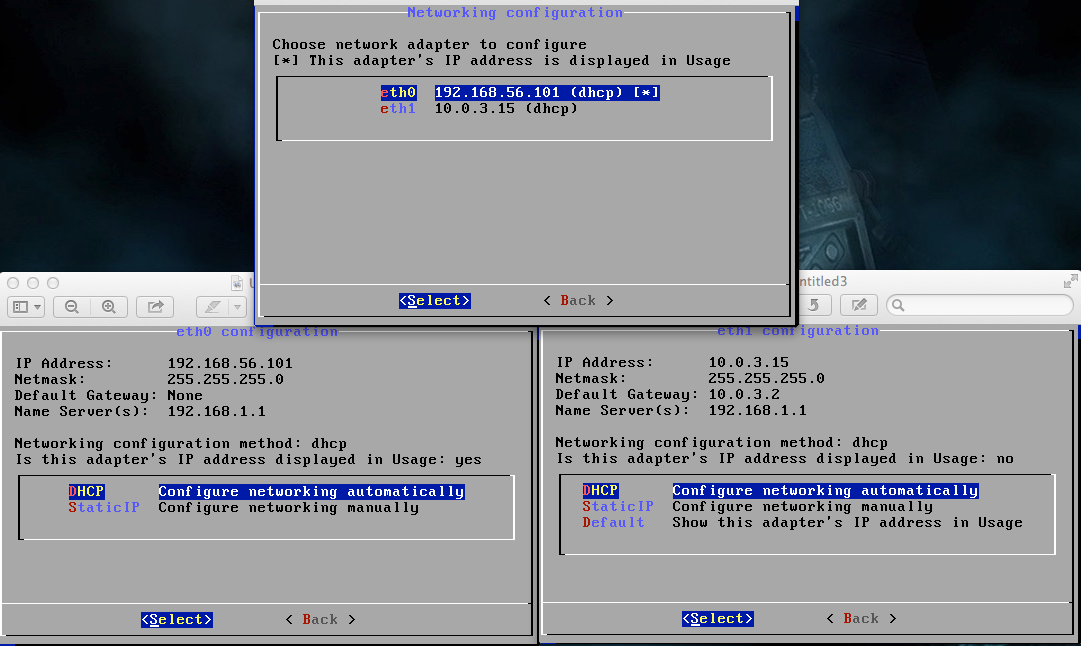 Networking configuration
Choose network adapter to configure
[*] This adapter's IP address is displayed in Usage
eth0 192.168.56.101 (dhcp) [*]
eth1 10.0.3.15 (dhcp)
<Select> < Back >
T-1066
ntitled3
eth0 configuration
IP Address: 192.168.56.101
Netmask: 255.255.255.0
Default Gateway: None
Name Server(s): 192.168.1.1
Networking configuration method: dhcp
Is this adapter's IP address displayed in Usage: yes
DHCP Configure networking automatically
StaticIP Configure networking manually
<Select> < Back >
eth1 configuration
IP Address: 10.0.3.15
Netmask: 255.255.255.0
Default Gateway: 10.0.3.2
Name Server(s): 192.168.1.1
Networking configuration method: dhcp
Is this adapter's IP address displayed in Usage: no
DHCP Configure networking automatically
StaticIP Configure networking manually
Default Show this adapter's IP address in Usage
<Select> < Back >